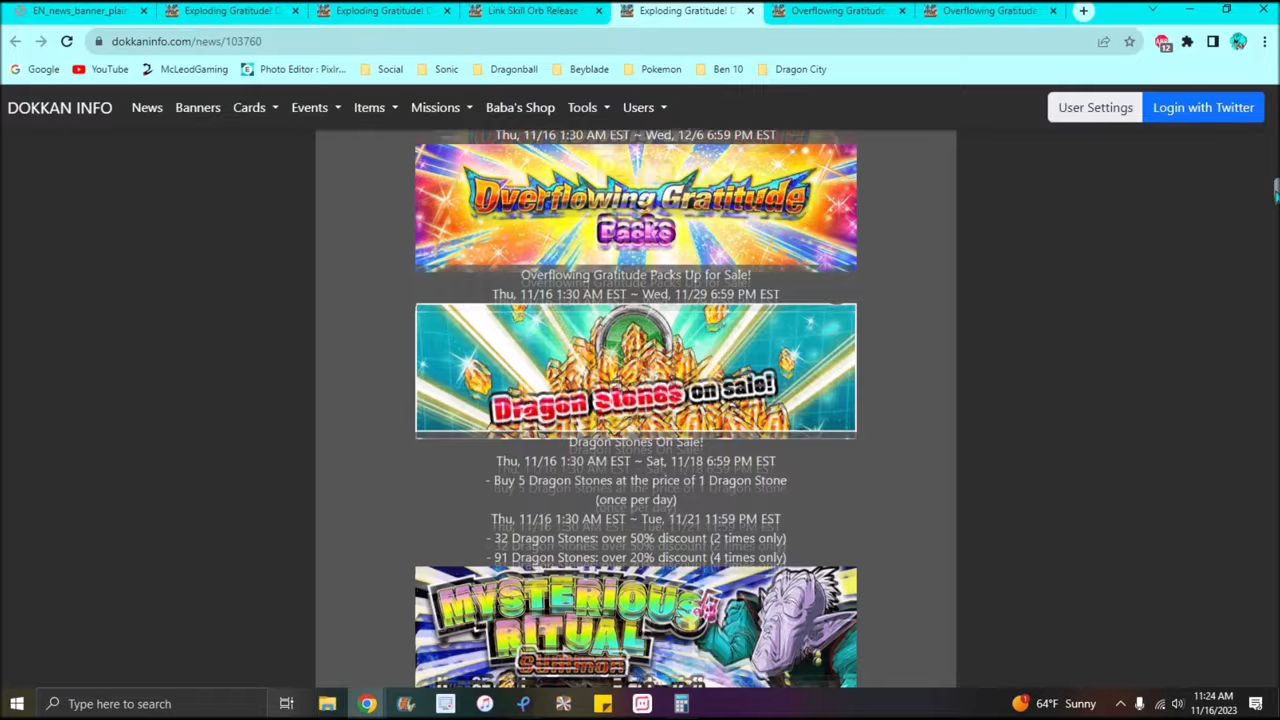 EN_news_banner_plain
Exploding Gratitude! D
Exploding Gratitude! D
Link Skill Orb Release
Exploding Gratitude! D
Overflowing Gratitude
Overflowing Gratitude
dokkaninfo.com/news/103760
12
Google
YouTube
McLeodGaming
Photo Editor : Pixlr...
Social
Sonic
Dragonball
Beyblade
Pokemon
Ben 10
Dragon City
DOKKAN INFO
News
Banners
Cards
Events
Items
Missions
Baba's Shop
Tools
Users
User Settings
Login with Twitter
Thu, 11/16 1:30 AM EST ~ Wed, 12/6 6:59 PM EST
Overflowing Gratitude
Packs
Overflowing Gratitude Packs Up for Sale!
Thu, 11/16 1:30 AM EST ~ Wed, 11/29 6:59 PM EST
Dragon Stones on sale!
Dragon Stones On Sale!
Thu, 11/16 1:30 AM EST ~ Sat, 11/18 6:59 PM EST
- Buy 5 Dragon Stones at the price of 1 Dragon Stone
(once per day)
Thu, 11/16 1:30 AM EST ~ Tue, 11/21 11:59 PM EST
- 32 Dragon Stones: over 50% discount (2 times only)
- 91 Dragon Stones: over 20% discount (4 times only)
MYSTERIOUS
RITUAL
Summon
Type here to search
64°F Sunny
11:24 AM
11/16/2023